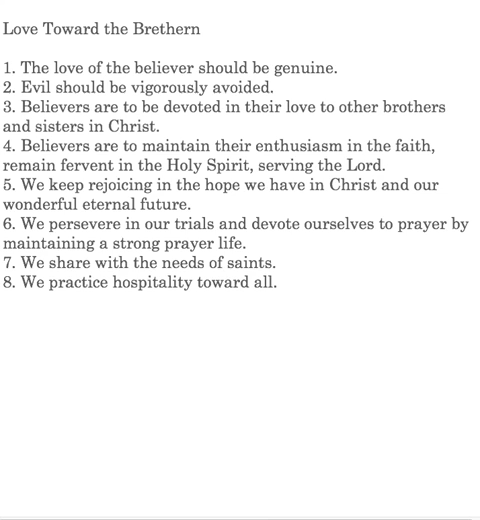 Love Toward the Brethern
1. The love of the believer should be genuine.
2. Evil should be vigorously avoided.
3. Believers are to be devoted in their love to other brothers
and sisters in Christ.
4. Believers are to maintain their enthusiasm in the faith,
remain fervent in the Holy Spirit, serving the Lord.
5. We keep rejoicing in the hope we have in Christ and our
wonderful eternal future.
6. We persevere in our trials and devote ourselves to prayer by
maintaining a strong prayer life.
7. We share with the needs of saints.
8. We practice hospitality toward all.